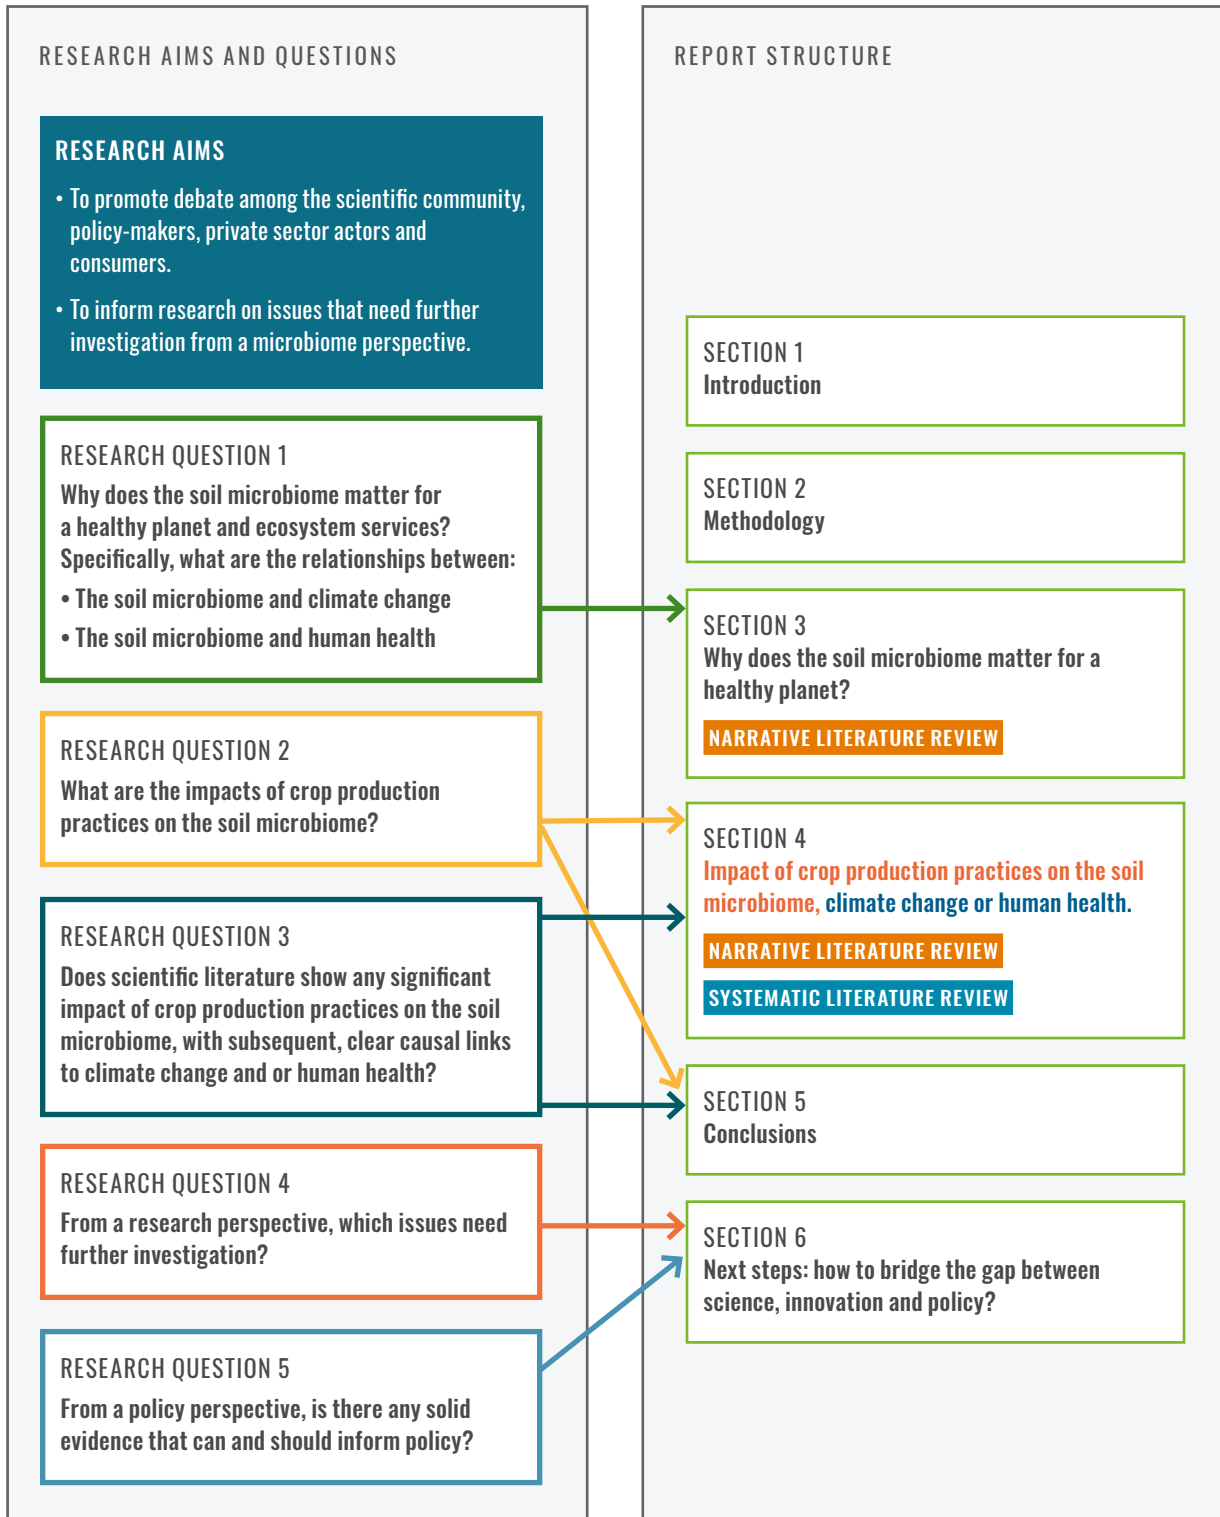 RESEARCH AIMS AND QUESTIONS
RESEARCH AIMS
• To promote debate among the scientific community,
policy-makers, private sector actors and
consumers.
• To inform research on issues that need further
investigation from a microbiome perspective.
RESEARCH QUESTION 1
Why does the soil microbiome matter for
a healthy planet and ecosystem services?
Specifically, what are the relationships between:
• The soil microbiome and climate change
• The soil microbiome and human health
RESEARCH QUESTION 2
What are the impacts of crop production
practices on the soil microbiome?
RESEARCH QUESTION 3
Does scientific literature show any significant
impact of crop production practices on the soil
microbiome, with subsequent, clear causal links
to climate change and or human health?
RESEARCH QUESTION 4
From a research perspective, which issues need
further investigation?
RESEARCH QUESTION 5
From a policy perspective, is there any solid
evidence that can and should inform policy?
REPORT STRUCTURE
SECTION 1
Introduction
SECTION 2
Methodology
SECTION 3
Why does the soil microbiome matter for a
healthy planet?
NARRATIVE LITERATURE REVIEW
SECTION 4
Impact of crop production practices on the soil
microbiome, climate change or human health.
NARRATIVE LITERATURE REVIEW
SYSTEMATIC LITERATURE REVIEW
SECTION 5
Conclusions
SECTION 6
Next steps: how to bridge the gap between
science, innovation and policy?